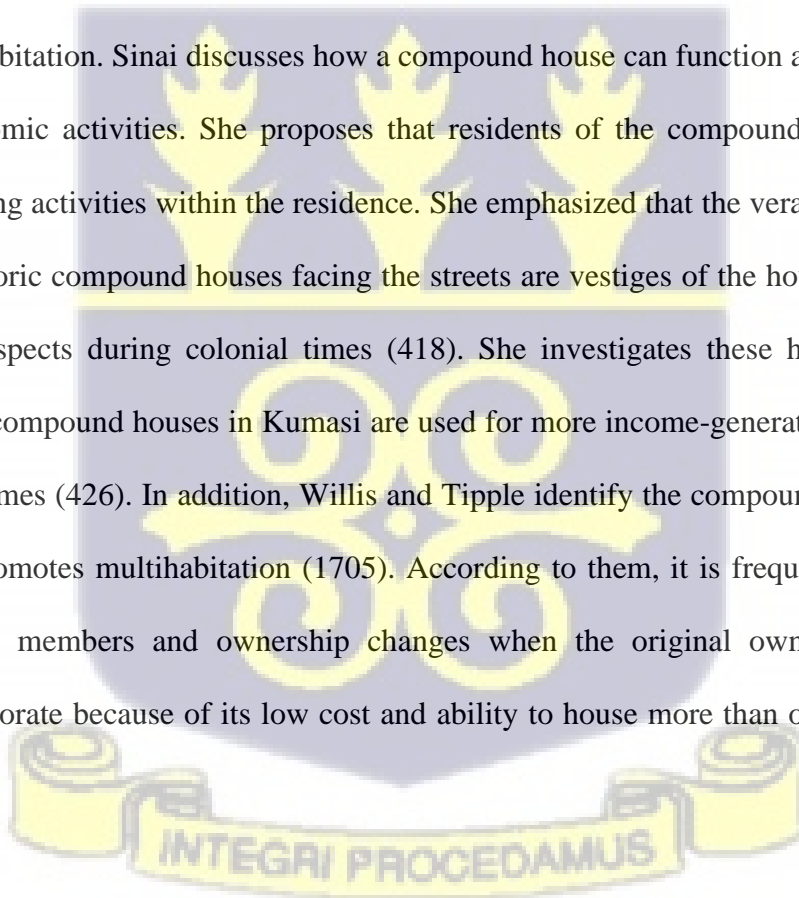 bitation. Sinai discusses how a compound house can function a
omic activities. She proposes that residents of the compound
ng activities within the residence. She emphasized that the vera
oric compound houses facing the streets are vestiges of the hou
spects during colonial times (418). She investigates these h
compound houses in Kumasi are used for more income-generat
mes (426). In addition, Willis and Tipple identify the compoun
omotes multihabitation (1705). According to them, it is frequ
members and ownership changes when the original own
orate because of its low cost and ability to house more than o
INTEGRI PROCEDAMUS